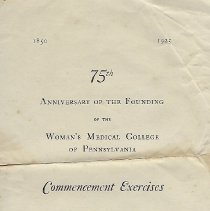 1850 1925
75th
Anniversary of the Founding
of the
Woman's Medical College
of Pennsylvania
Commencement Exercises